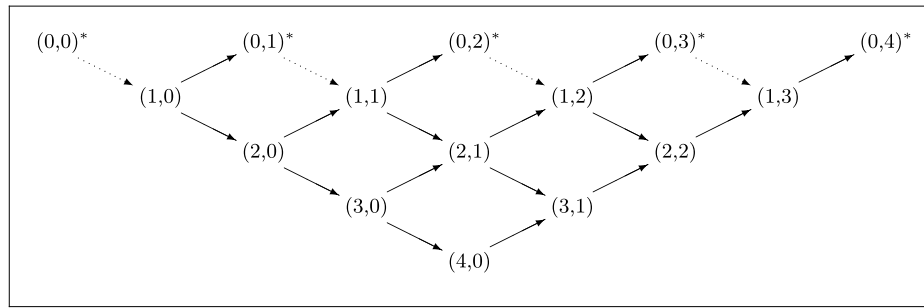 (0,0)* (0,1)* (0,2)* (0,3)* (0,4)*
(1,0) (1,1) (1,2) (1,3)
(2,0) (2,1) (2,2)
(3,0) (3,1)
(4,0)